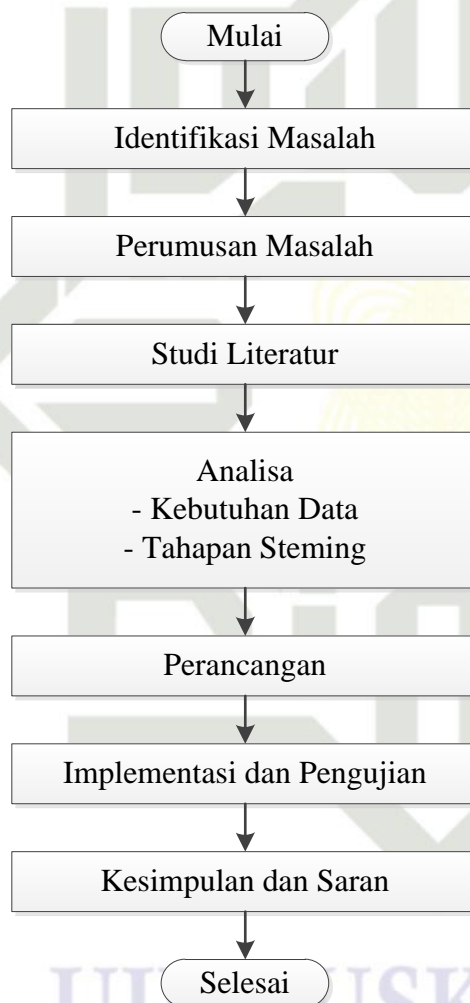 Mulai
Identifikasi Masalah
Perumusan Masalah
Studi Literatur
Analisa
- Kebutuhan Data
- Tahapan Steming
Perancangan
Implementasi dan Pengujian
Kesimpulan dan Saran
Selesai